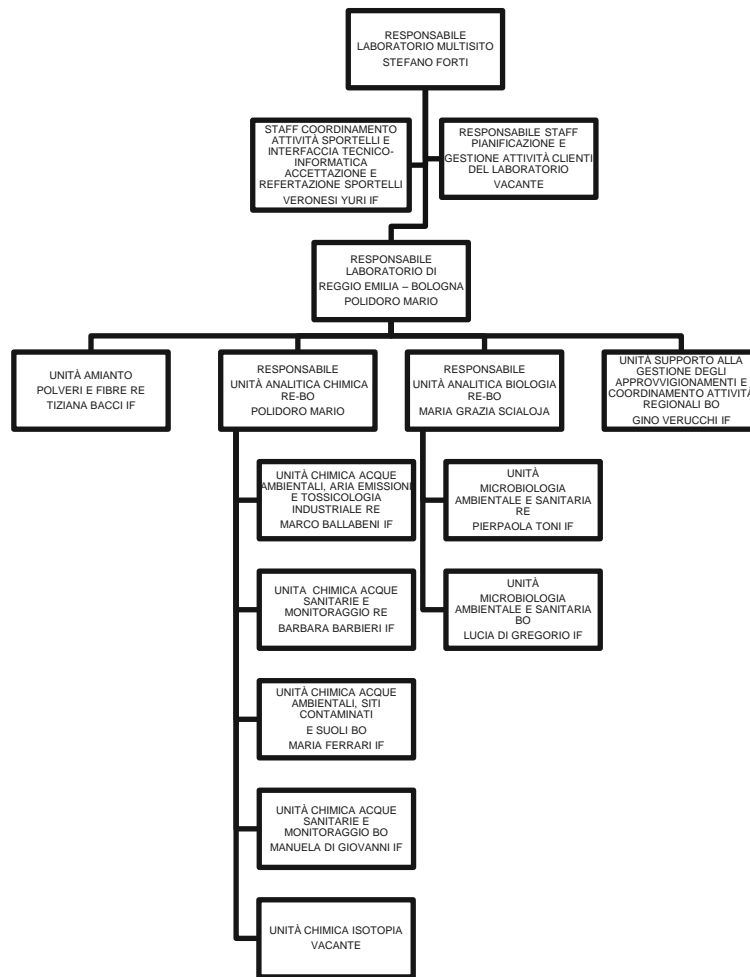 RESPONSABILE
LABORATORIO MULTISITO
STEFANO FORTI
STAFF COORDINAMENTO
ATTIVITÀ SPORTELLI E
INTERFACCIA TECNICO-
INFORMATICA
ACCETTAZIONE E
REFERTAZIONE SPORTELLI
VERONESI YURI IF
RESPONSABILE STAFF
PIANIFICAZIONE E
GESTIONE ATTIVITÀ CLIENTI
DEL LABORATORIO
VACANTE
RESPONSABILE
LABORATORIO DI
REGGIO EMILIA – BOLOGNA
POLIDORO MARIO
UNITÀ AMIANTO
POLVERI E FIBRE RE
TIZIANA BACCI IF
RESPONSABILE
UNITÀ ANALITICA CHIMICA
RE-BO
POLIDORO MARIO
RESPONSABILE
UNITÀ ANALITICA BIOLOGIA
RE-BO
MARIA GRAZIA SCIALOJA
UNITÀ SUPPORTO ALLA
GESTIONE DEGLI
APPROVVIGIONAMENTI E
COORDINAMENTO ATTIVITÀ
REGIONALI BO
GINO VERUCCHI IF
UNITÀ CHIMICA ACQUE
AMBIENTALI, ARIA EMISSIONI
E TOSSICOLOGIA
INDUSTRIALE RE
MARCO BALLABENI IF
UNITA CHIMICA ACQUE
SANITARIE E
MONITORAGGIO RE
BARBARA BARBIERI IF
UNITÀ CHIMICA ACQUE
AMBIENTALI, SITI
CONTAMINATI
E SUOLI BO
MARIA FERRARI IF
UNITÀ CHIMICA ACQUE
SANITARIE E
MONITORAGGIO BO
MANUELA DI GIOVANNI IF
UNITÀ CHIMICA ISOTOPIA
VACANTE
UNITÀ
MICROBIOLOGIA
AMBIENTALE E SANITARIA
RE
PIERPAOLA TONI IF
UNITÀ
MICROBIOLOGIA
AMBIENTALE E SANITARIA
BO
LUCIA DI GREGORIO IF